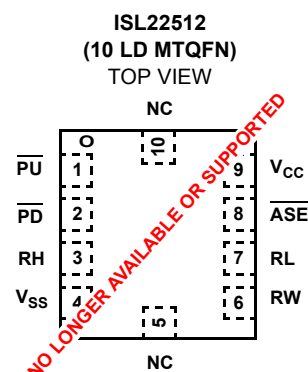 ISL22512
(10 LD MTQFN)
TOP VIEW
NC
O
10
PU 1 9 VCC
PD 2 8 ASE
RH 3 7 RL
VSS 4 6 RW
5
NC
NO LONGER AVAILABLE OR SUPPORTED